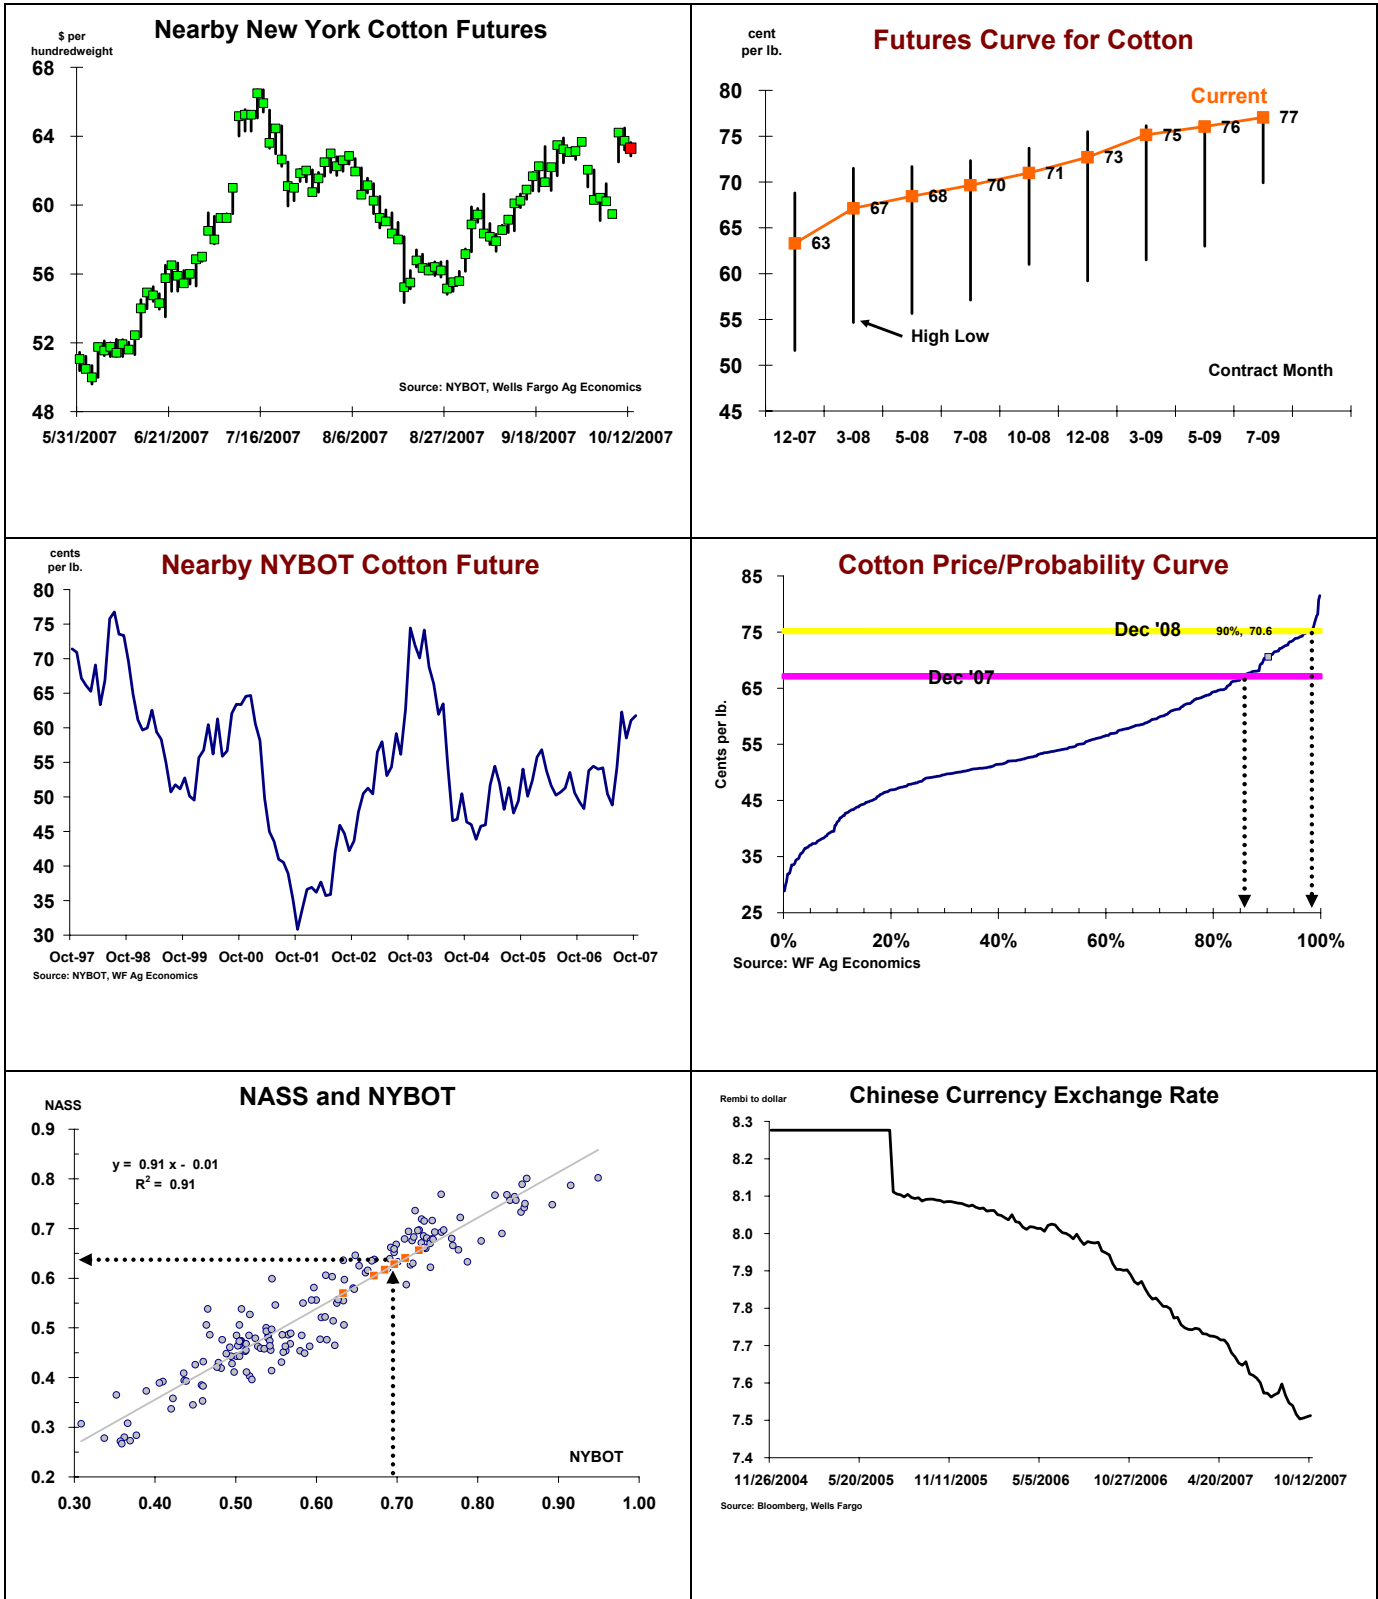 Nearby New York Cotton Futures
$ per
hundredweight
68
64
60
56
52
48
Source: NYBOT, Wells Fargo Ag Economics
5/31/2007 6/21/2007 7/16/2007 8/6/2007 8/27/2007 9/18/2007 10/12/2007
Futures Curve for Cotton
cent
per lb.
80
75
70
65
60
55
50
45
Current
63
67
68
70
71
73
75
76
77
High Low
Contract Month
12-07 3-08 5-08 7-08 10-08 12-08 3-09 5-09 7-09
Nearby NYBOT Cotton Future
cents
per lb.
80
75
70
65
60
55
50
45
40
35
30
Oct-97 Oct-98 Oct-99 Oct-00 Oct-01 Oct-02 Oct-03 Oct-04 Oct-05 Oct-06 Oct-07
Source: NYBOT, WF Ag Economics
Cotton Price/Probability Curve
Cents per lb.
85
75
65
55
45
35
25
Dec '08
90%, 70.6
Dec '07
0% 20% 40% 60% 80% 100%
Source: WF Ag Economics
NASS and NYBOT
NASS
0.9
0.8
0.7
0.6
0.5
0.4
0.3
0.2
y = 0.91 x - 0.01
R2 = 0.91
NYBOT
0.30 0.40 0.50 0.60 0.70 0.80 0.90 1.00
Chinese Currency Exchange Rate
Rembi to dollar
8.3
8.2
8.1
8.0
7.9
7.8
7.7
7.6
7.5
7.4
11/26/2004 5/20/2005 11/11/2005 5/5/2006 10/27/2006 4/20/2007 10/12/2007
Source: Bloomberg, Wells Fargo